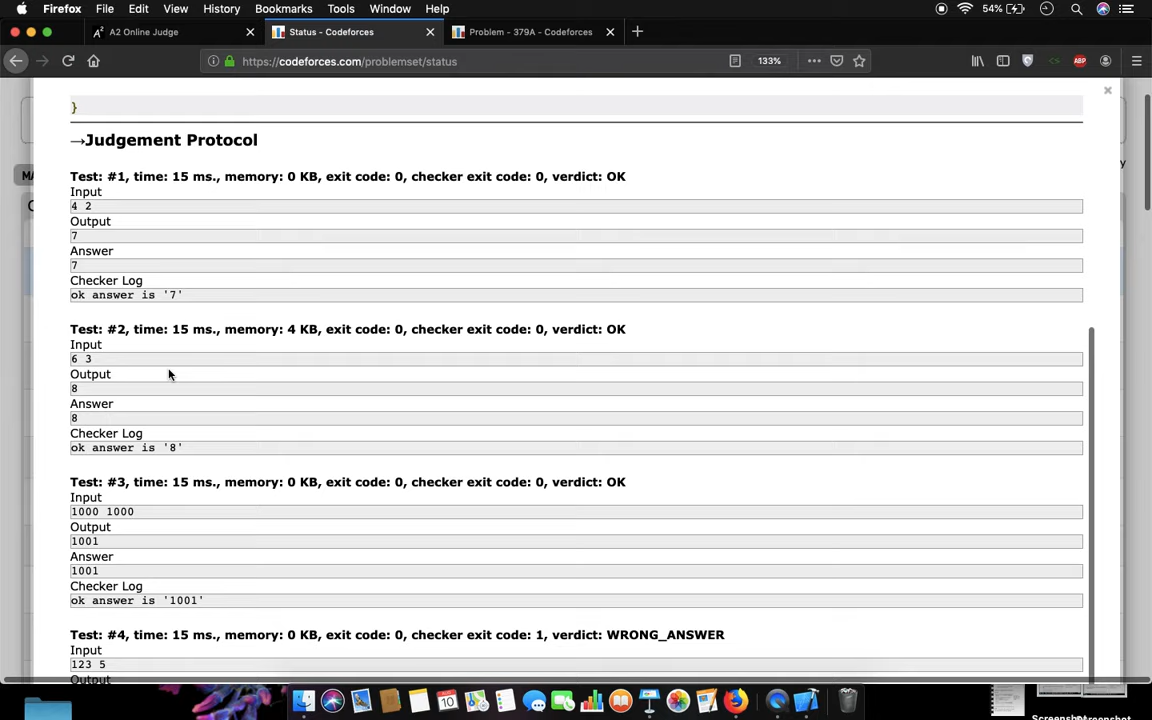 Firefox File Edit View History Bookmarks Tools Window Help 54%
A2 Online Judge
Status - Codeforces
Problem - 379A - Codeforces
https://codeforces.com/problemset/status 133% ABP
}
→Judgement Protocol
Test: #1, time: 15 ms., memory: 0 KB, exit code: 0, checker exit code: 0, verdict: OK
Input
4 2
Output
7
Answer
7
Checker Log
ok answer is '7'
Test: #2, time: 15 ms., memory: 4 KB, exit code: 0, checker exit code: 0, verdict: OK
Input
6 3
Output
8
Answer
8
Checker Log
ok answer is '8'
Test: #3, time: 15 ms., memory: 0 KB, exit code: 0, checker exit code: 0, verdict: OK
Input
1000 1000
Output
1001
Answer
1001
Checker Log
ok answer is '1001'
Test: #4, time: 15 ms., memory: 0 KB, exit code: 0, checker exit code: 1, verdict: WRONG_ANSWER
Input
123 5
Output
10